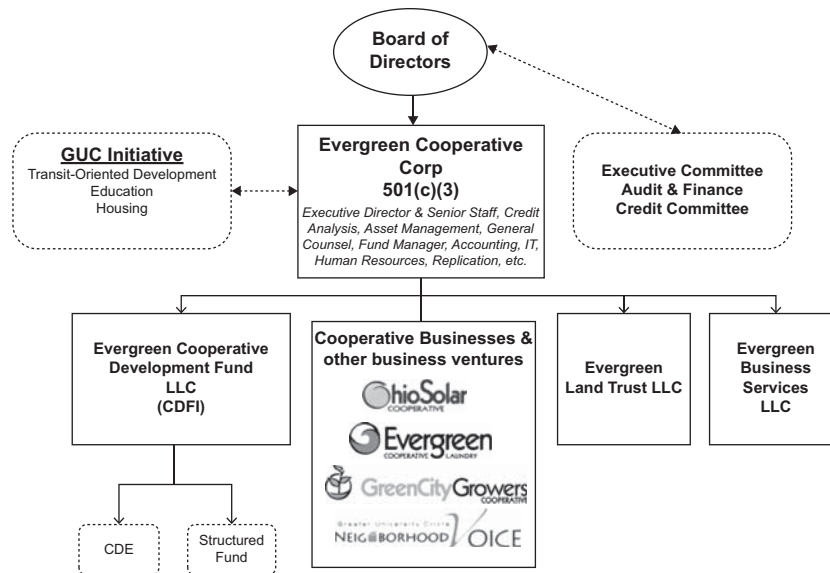 Board of
Directors
GUC Initiative
Transit-Oriented Development
Education
Housing
Evergreen Cooperative
Corp
501(c)(3)
Executive Director & Senior Staff, Credit
Analysis, Asset Management, General
Counsel, Fund Manager, Accounting, IT,
Human Resources, Replication, etc.
Executive Committee
Audit & Finance
Credit Committee
Evergreen Cooperative
Development Fund
LLC
(CDFI)
Cooperative Businesses &
other business ventures
OhioSolar
COOPERATIVE
Evergreen
COOPERATIVE LAUNDRY
GreenCityGrowers
COOPERATIVE
Greater University Circle
NEIGHBORHOOD VOICE
Evergreen
Land Trust LLC
Evergreen
Business
Services
LLC
CDE
Structured
Fund